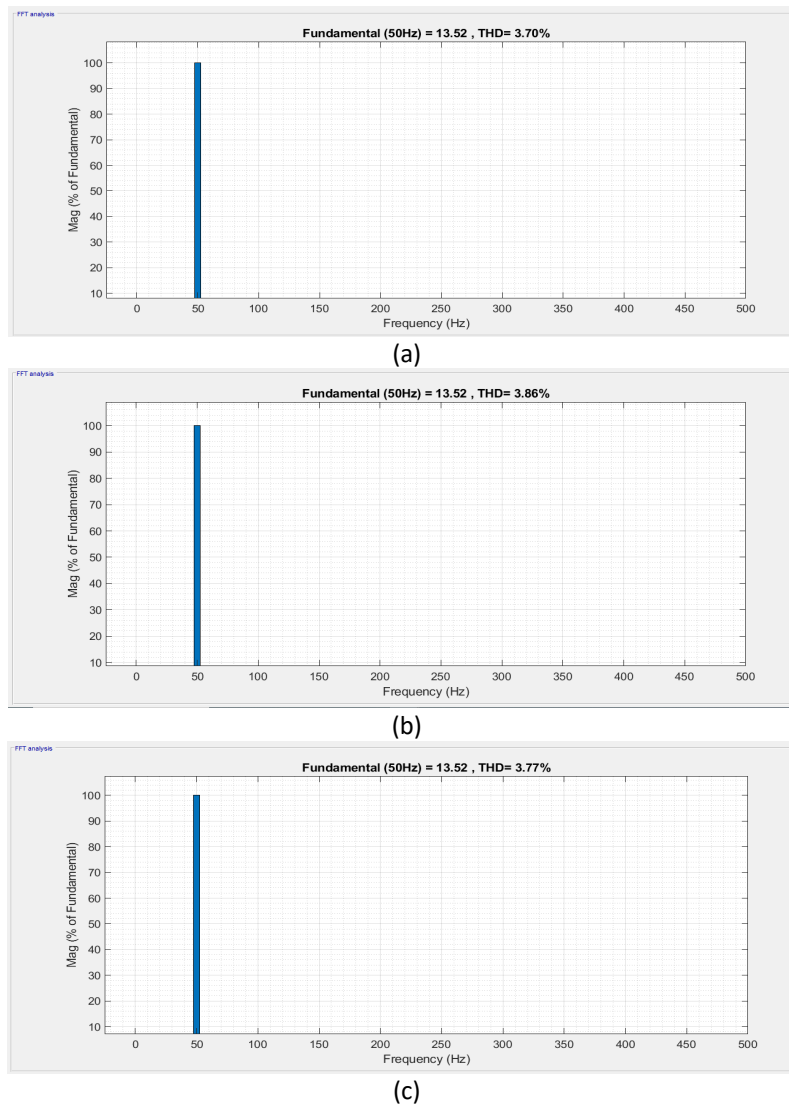 FFT analysis
Fundamental (50Hz) = 13.52 , THD= 3.70%
100
90
80
70
60
50
40
30
20
10
Mag (% of Fundamental)
0 50 100 150 200 250 300 350 400 450 500
Frequency (Hz)
(a)
FFT analysis
Fundamental (50Hz) = 13.52 , THD= 3.86%
100
90
80
70
60
50
40
30
20
10
Mag (% of Fundamental)
0 50 100 150 200 250 300 350 400 450 500
Frequency (Hz)
(b)
FFT analysis
Fundamental (50Hz) = 13.52 , THD= 3.77%
100
90
80
70
60
50
40
30
20
10
Mag (% of Fundamental)
0 50 100 150 200 250 300 350 400 450 500
Frequency (Hz)
(c)